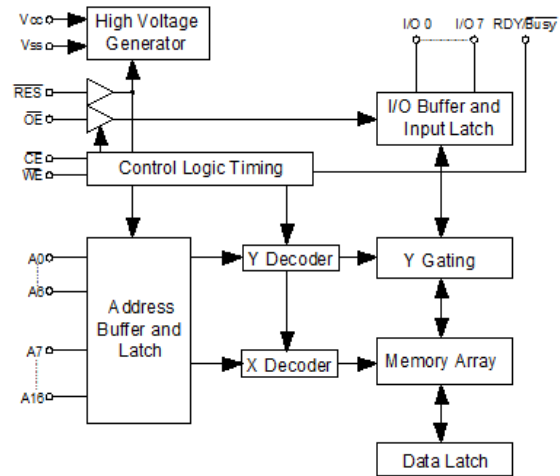 Vcc
Vss
High Voltage
Generator
I/O 0
I/O 7
RDY/Busy
RES
OE
I/O Buffer and
Input Latch
CE
WE
Control Logic Timing
A0
A6
A7
A16
Address
Buffer and
Latch
Y Decoder
X Decoder
Y Gating
Memory Array
Data Latch